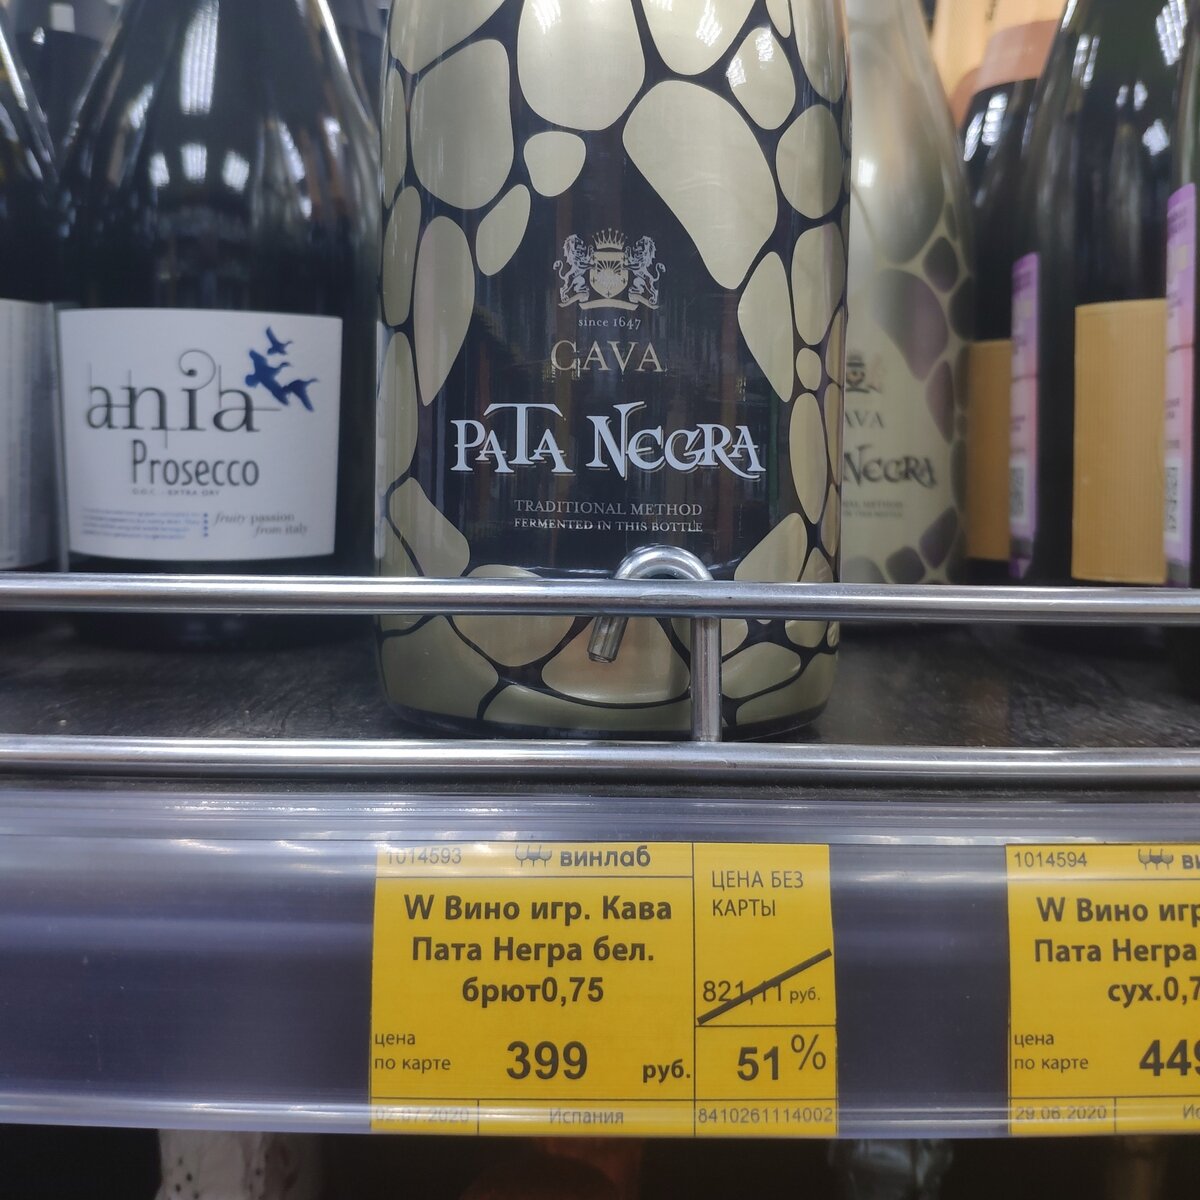 since 1647
CAVA
PATA NEGRA
TRADITIONAL METHOD
FERMENTED IN THIS BOTTLE
ania
Prosecco
D.O.C. - EXTRA DRY
fruity passion
from italy
NEGRA
1014593 винлаб
W Вино игр. Кава
Пата Негра бел.
брют0,75
цена
по карте 399 руб.
ЦЕНА БЕЗ
КАРТЫ
821,11 руб.
51%
02.07.2020 Испания 8410261114002
1014594
W Вино игр
Пата Негра
сух.0,7
цена
по карте 449
29.06.2020